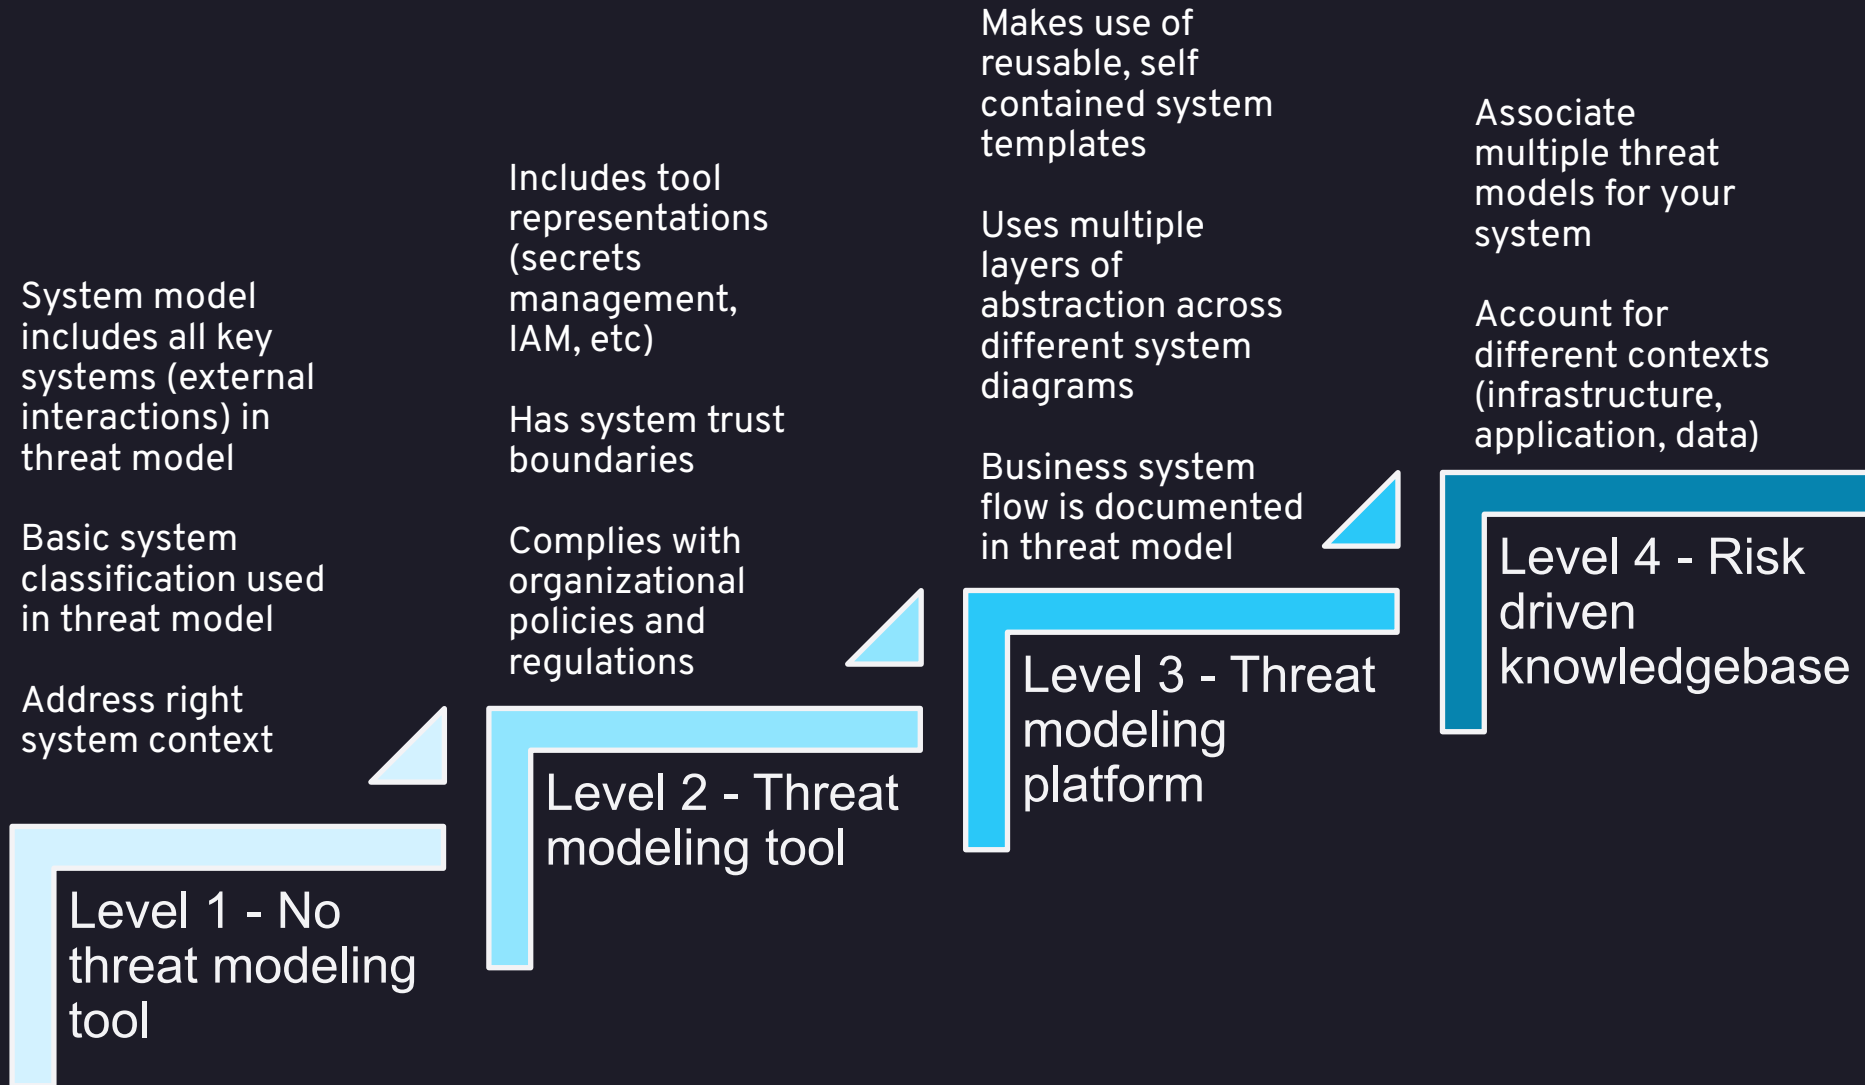 System model
includes all key
systems (external
interactions) in
threat model
Basic system
classification used
in threat model
Address right
system context
Level 1 - No
threat modeling
tool
Includes tool
representations
(secrets
management,
IAM, etc)
Has system trust
boundaries
Complies with
organizational
policies and
regulations
Level 2 - Threat
modeling tool
Makes use of
reusable, self
contained system
templates
Uses multiple
layers of
abstraction across
different system
diagrams
Business system
flow is documented
in threat model
Level 3 - Threat
modeling
platform
Associate
multiple threat
models for your
system
Account for
different contexts
(infrastructure,
application, data)
Level 4 - Risk
driven
knowledgebase